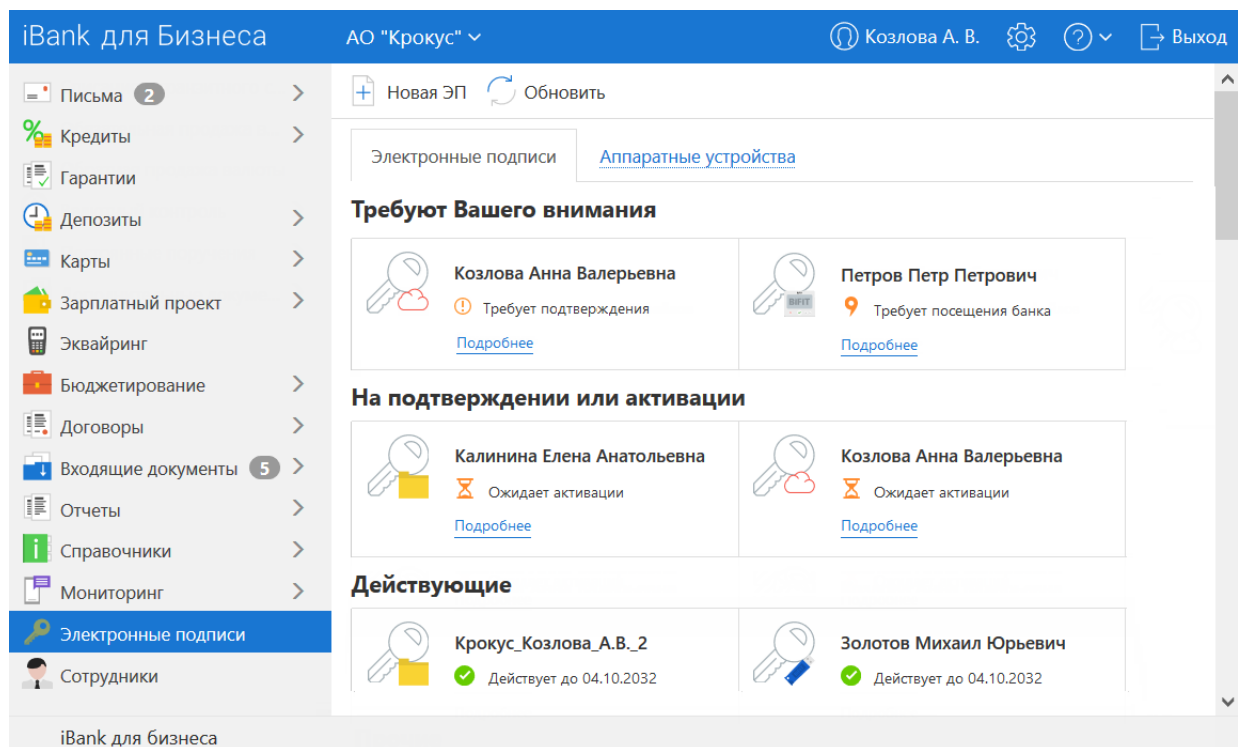 iBank для Бизнеса
АО "Крокус"
Козлова А. В.
?
Выход
Письма 2
Кредиты
Гарантии
Депозиты
Карты
Зарплатный проект
Эквайринг
Бюджетирование
Договоры
Входящие документы 5
Отчеты
Справочники
Мониторинг
Электронные подписи
Сотрудники
iBank для бизнеса
Новая ЭП
Обновить
Электронные подписи
Аппаратные устройства
Требуют Вашего внимания
Козлова Анна Валерьевна
Требует подтверждения
Подробнее
BIFIT
Петров Петр Петрович
Требует посещения банка
Подробнее
На подтверждении или активации
Калинина Елена Анатольевна
Ожидает активации
Подробнее
Козлова Анна Валерьевна
Ожидает активации
Подробнее
Действующие
Крокус_Козлова_А.В._2
Действует до 04.10.2032
Золотов Михаил Юрьевич
Действует до 04.10.2032